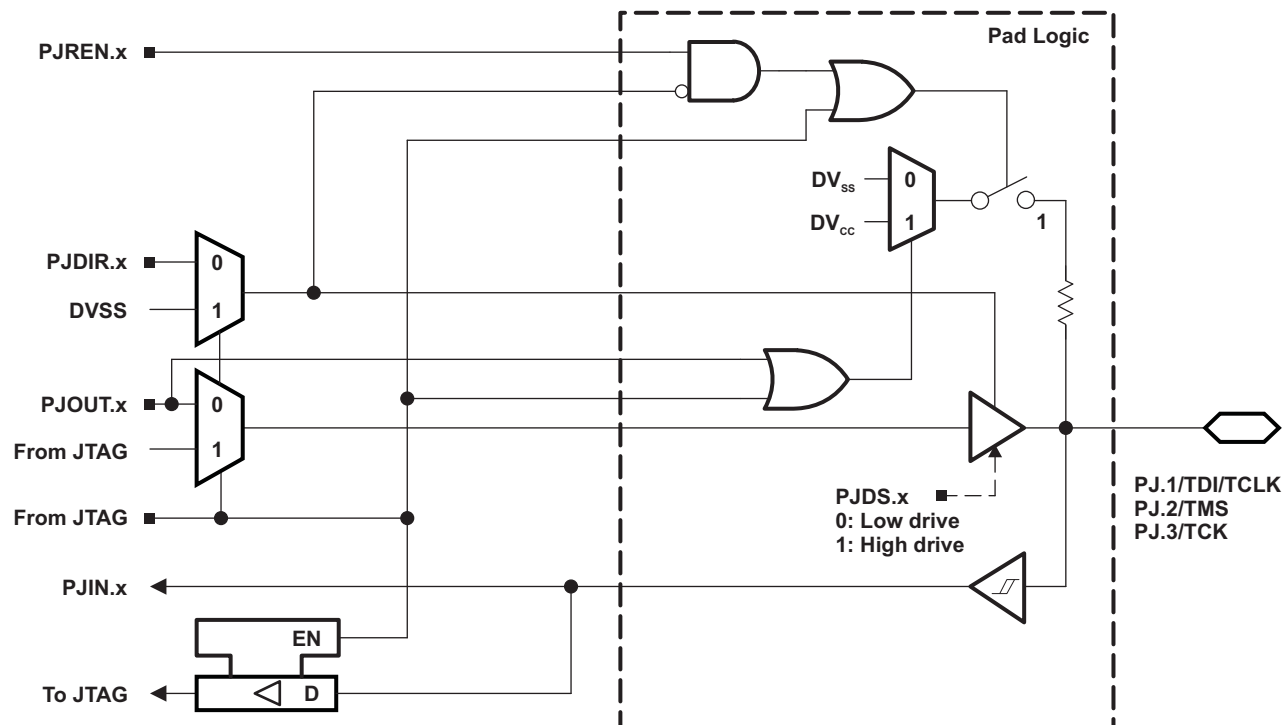 Pad Logic
PJREN.x
DVSS
0
DVCC
1
1
PJDIR.x
0
DVSS
1
PJOUT.x
0
From JTAG
1
PJDS.x
0: Low drive
1: High drive
PJ.1/TDI/TCLK
PJ.2/TMS
PJ.3/TCK
From JTAG
PJIN.x
EN
To JTAG
D